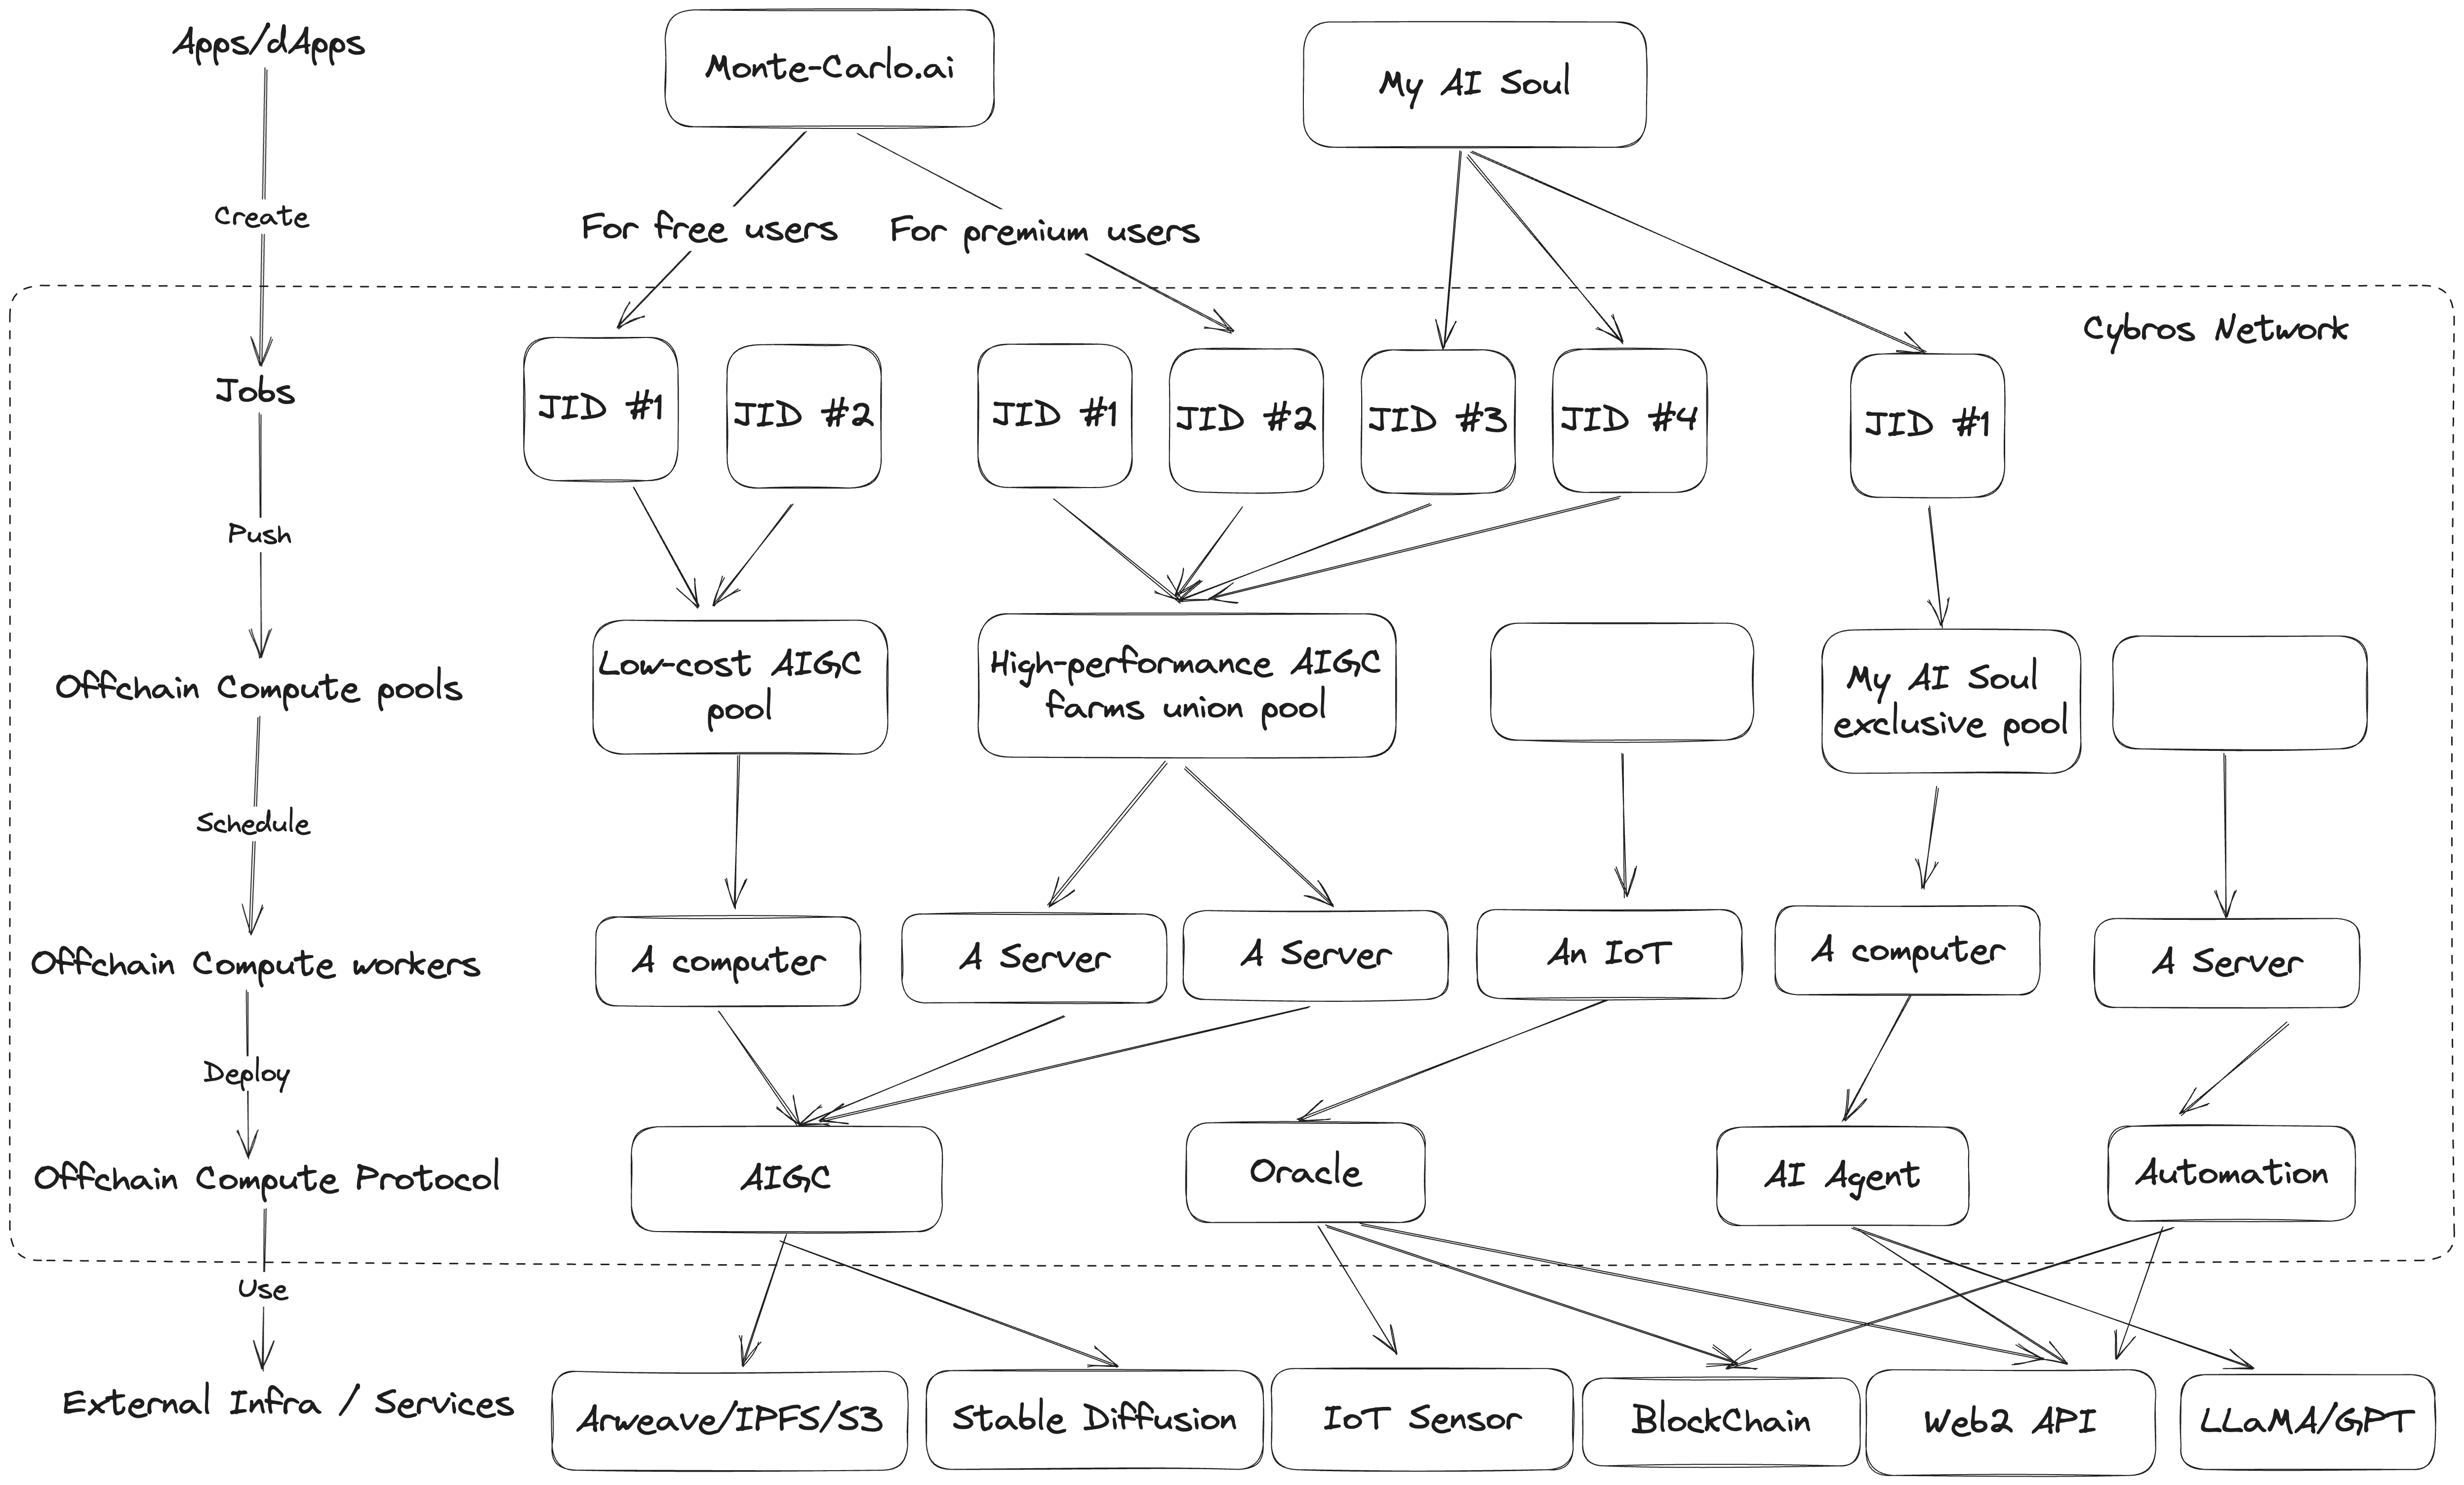 Apps/dApps
Monte-Carlo.ai
My AI Soul
Create
For free users
For premium users
Cybros Network
Jobs
JID #1
JID #2
JID #1
JID #2
JID #3
JID #4
JID #1
Push
Offchain Compute pools
Low-cost AIGC
pool
High-performance AIGC
farms union pool
My AI Soul
exclusive pool
Schedule
Offchain Compute workers
A computer
A Server
A Server
An IoT
A computer
A Server
Deploy
Offchain Compute Protocol
AIGC
Oracle
AI Agent
Automation
Use
External Infra / Services
Arweave/IPFS/S3
Stable Diffusion
IoT Sensor
BlockChain
Web2 API
LLaMA/GPT